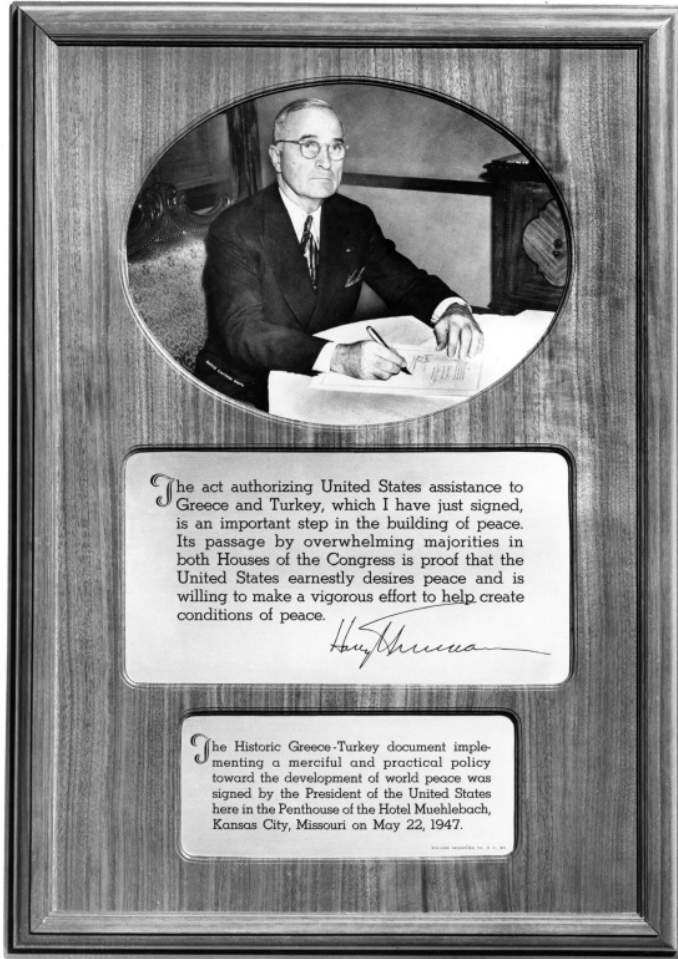 The act authorizing United States assistance to
Greece and Turkey, which I have just signed,
is an important step in the building of peace.
Its passage by overwhelming majorities in
both Houses of the Congress is proof that the
United States earnestly desires peace and is
willing to make a vigorous effort to help create
conditions of peace.
Harry Truman
The Historic Greece-Turkey document imple-
menting a merciful and practical policy
toward the development of world peace was
signed by the President of the United States
here in the Penthouse of the Hotel Muehlebach,
Kansas City, Missouri on May 22, 1947.